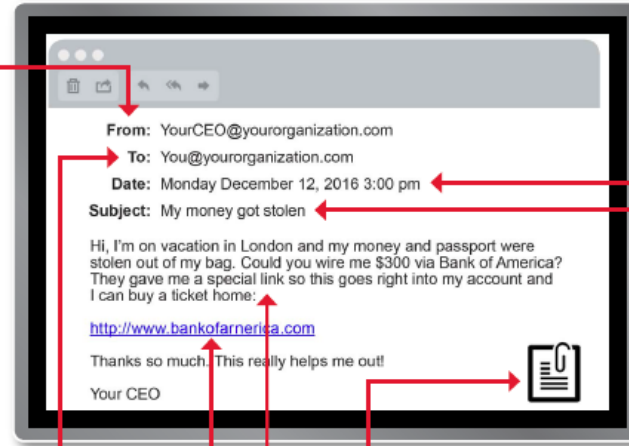 From: YourCEO@yourorganization.com
To: You@yourorganization.com
Date: Monday December 12, 2016 3:00 pm
Subject: My money got stolen
Hi, I'm on vacation in London and my money and passport were
stolen out of my bag. Could you wire me $300 via Bank of America?
They gave me a special link so this goes right into my account and
I can buy a ticket home:
http://www.bankofarnerica.com
Thanks so much. This really helps me out!
Your CEO